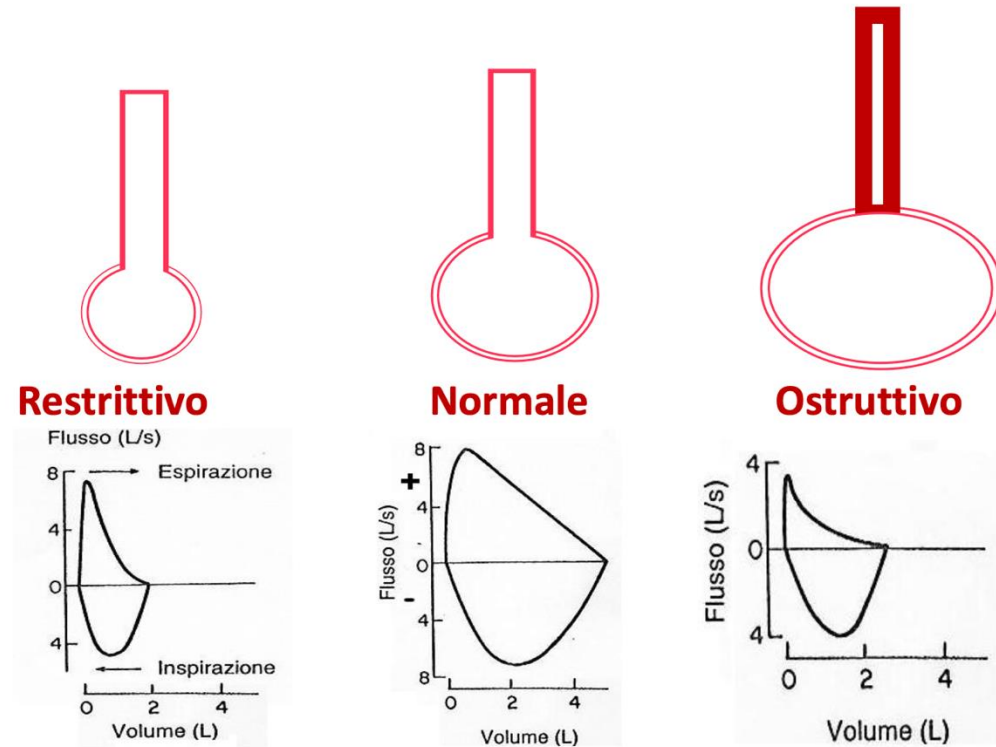 Restrittivo
Normale
Ostruttivo
Flusso (L/s)
8
Espirazione
4
0
4
Inspirazione
0 2 4
Volume (L)
8
+
4
Flusso (L/s)
0
-
4
8
0 2 4
Volume (L)
4
Flusso (L/s)
0
4
0 2 4
Volume (L)